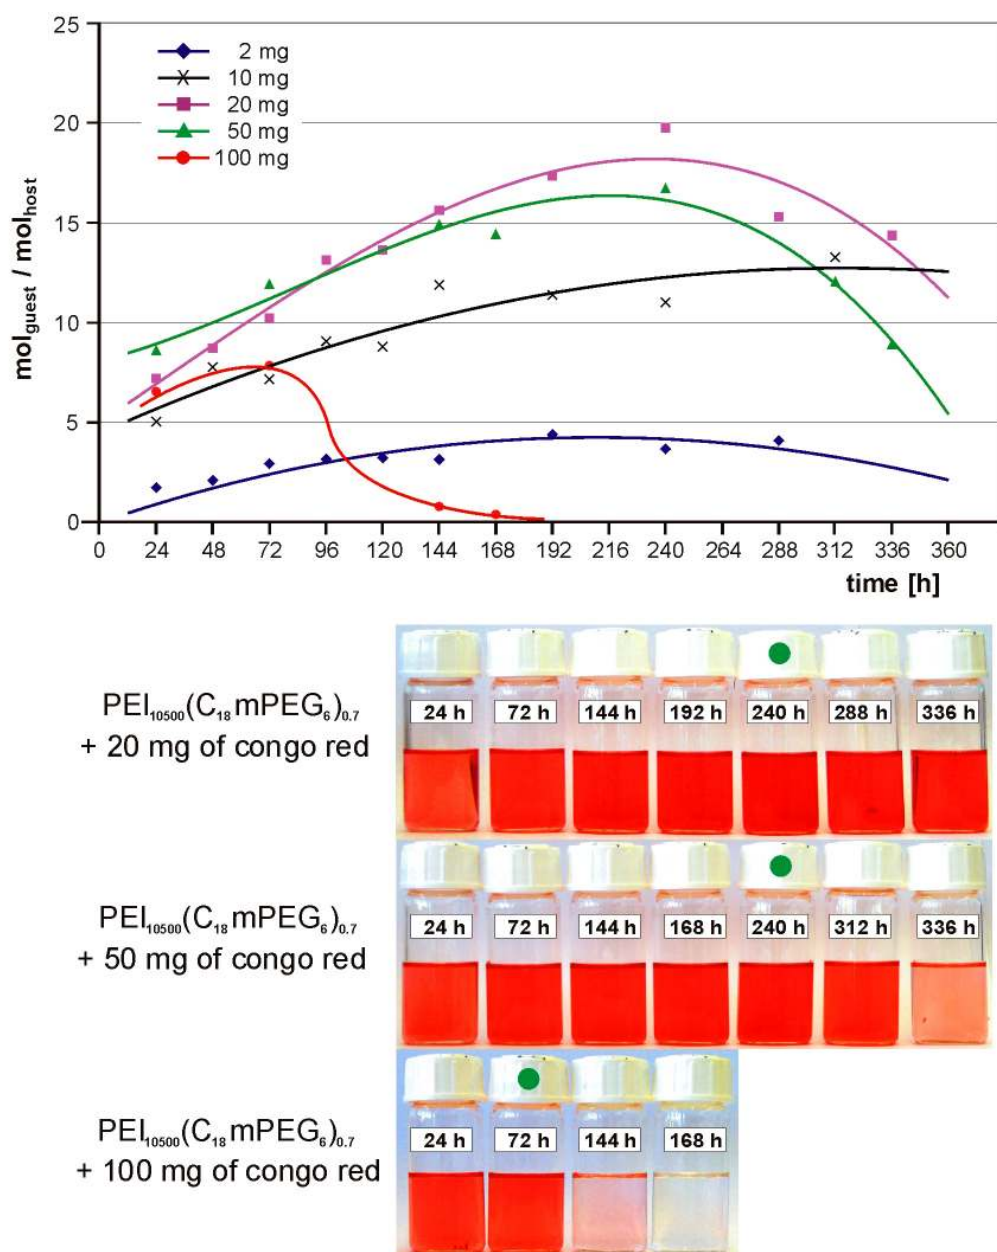 25
20
15
10
5
0
mol_guest / mol_host
2 mg
10 mg
20 mg
50 mg
100 mg
0 24 48 72 96 120 144 168 192 216 240 264 288 312 336 360
time [h]
PEI₁₀₅₀₀(C₁₈mPEG₆)₀.₇
+ 20 mg of congo red
24 h 72 h 144 h 192 h 240 h 288 h 336 h
PEI₁₀₅₀₀(C₁₈mPEG₆)₀.₇
+ 50 mg of congo red
24 h 72 h 144 h 168 h 240 h 312 h 336 h
PEI₁₀₅₀₀(C₁₈mPEG₆)₀.₇
+ 100 mg of congo red
24 h 72 h 144 h 168 h